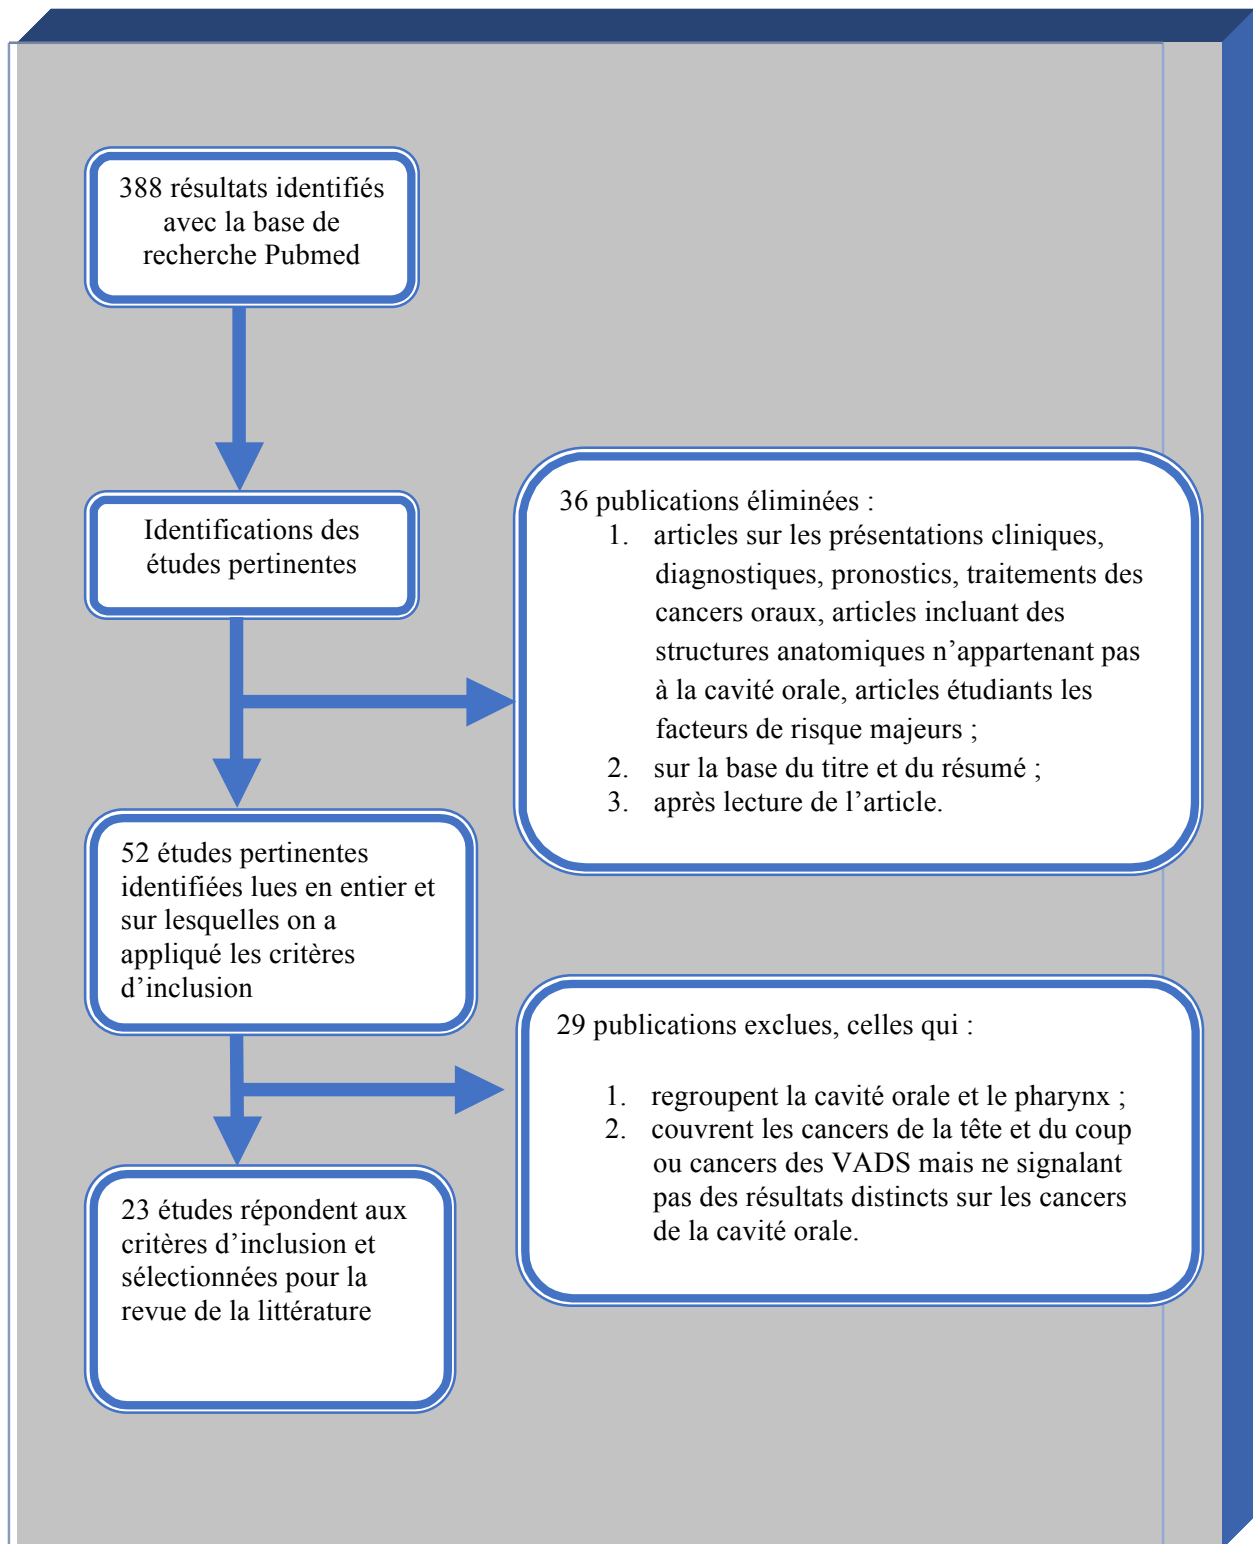 388 résultats identifiés
avec la base de
recherche Pubmed
Identifications des
études pertinentes
36 publications éliminées :
1. articles sur les présentations cliniques,
diagnostiques, pronostics, traitements des
cancers oraux, articles incluant des
structures anatomiques n’appartenant pas
à la cavité orale, articles étudiants les
facteurs de risque majeurs ;
2. sur la base du titre et du résumé ;
3. après lecture de l’article.
52 études pertinentes
identifiées lues en entier et
sur lesquelles on a
appliqué les critères
d’inclusion
29 publications exclues, celles qui :
1. regroupent la cavité orale et le pharynx ;
2. couvrent les cancers de la tête et du coup
ou cancers des VADS mais ne signalant
pas des résultats distincts sur les cancers
de la cavité orale.
23 études répondent aux
critères d’inclusion et
sélectionnées pour la
revue de la littérature